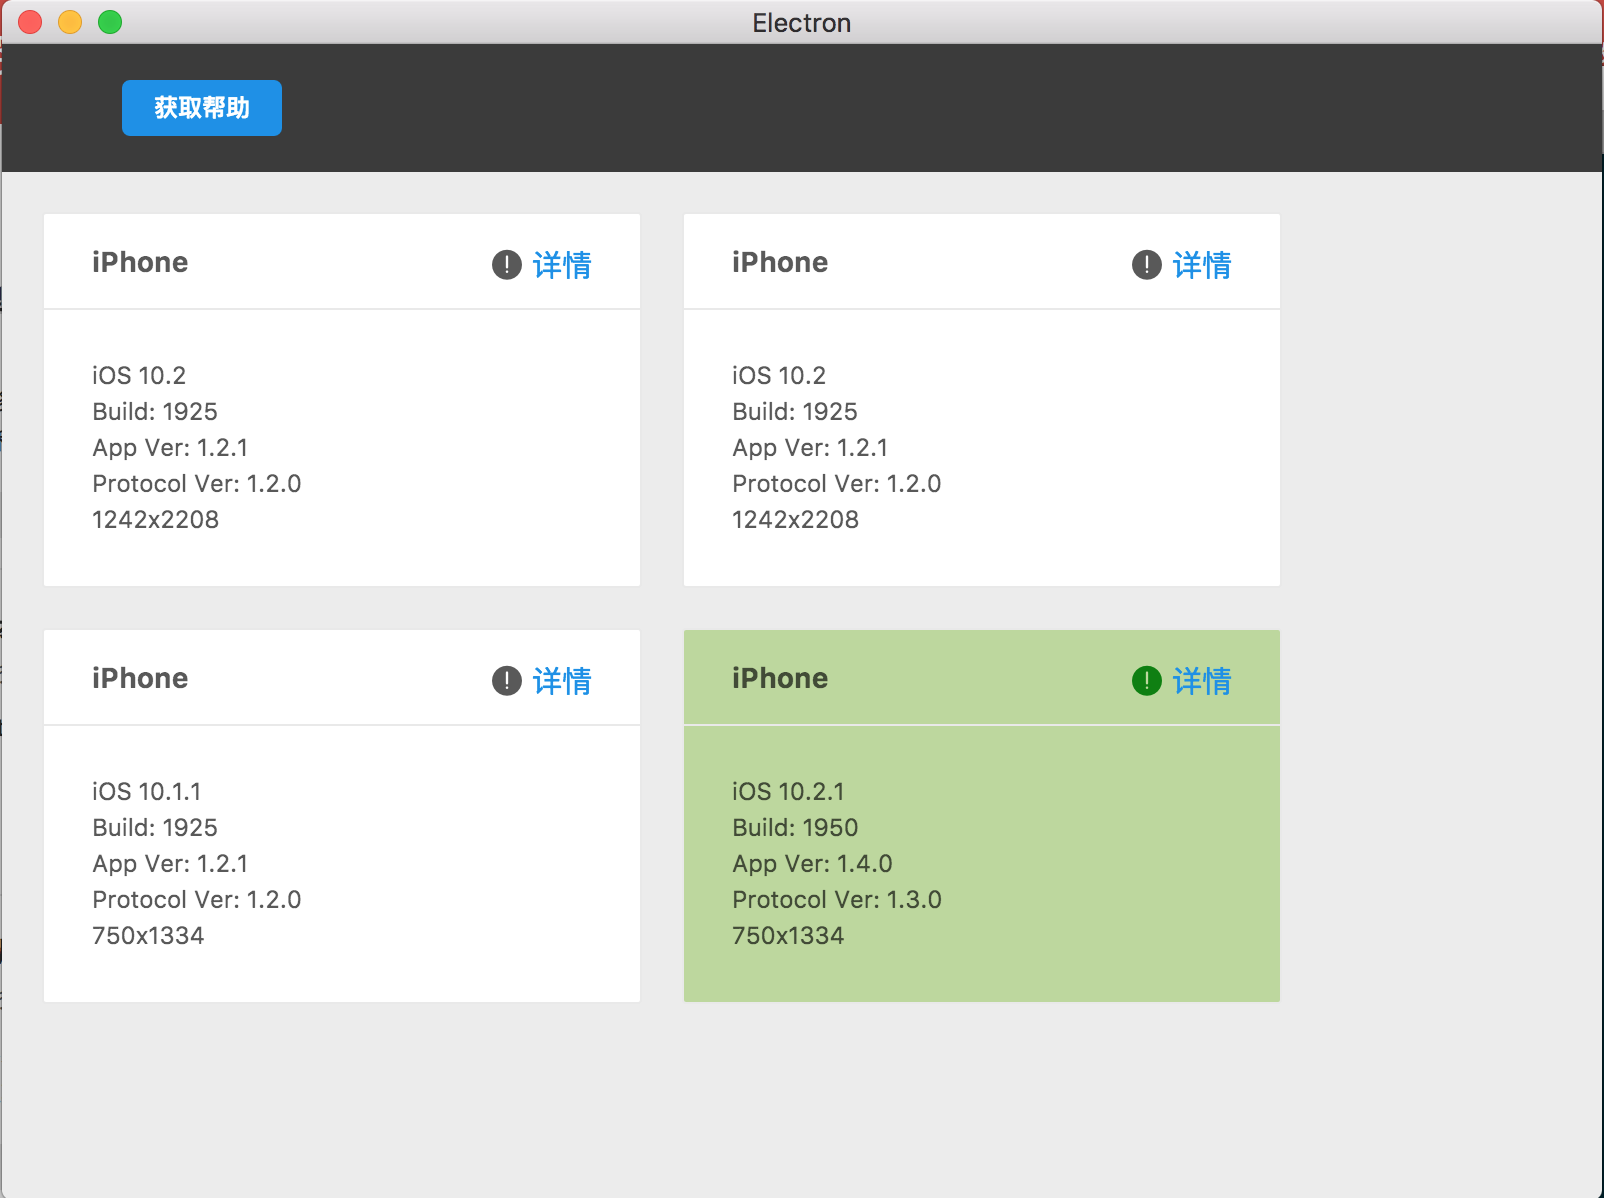 Electron
获取帮助
iPhone
! 详情
iOS 10.2
Build: 1925
App Ver: 1.2.1
Protocol Ver: 1.2.0
1242x2208
iPhone
! 详情
iOS 10.2
Build: 1925
App Ver: 1.2.1
Protocol Ver: 1.2.0
1242x2208
iPhone
! 详情
iOS 10.1.1
Build: 1925
App Ver: 1.2.1
Protocol Ver: 1.2.0
750x1334
iPhone
! 详情
iOS 10.2.1
Build: 1950
App Ver: 1.4.0
Protocol Ver: 1.3.0
750x1334